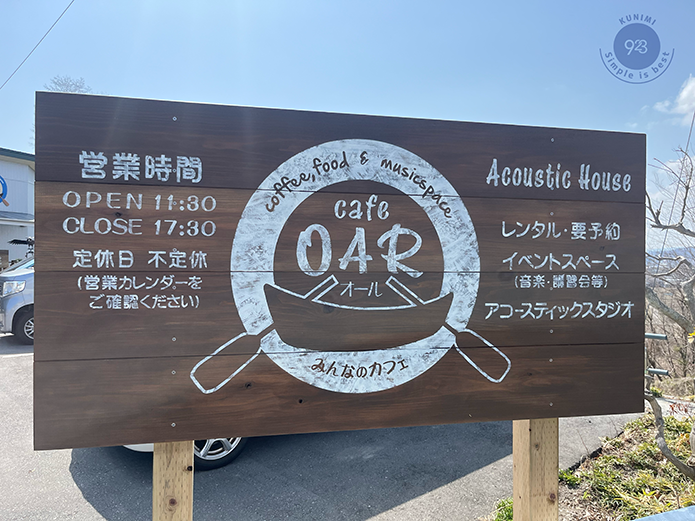 KUNIMI
923
Simple is best
営業時間
OPEN 11:30
CLOSE 17:30
定休日 不定休
(営業カレンダーを
ご確認ください)
coffee, food & musicspace
cafe
OAR
オール
みんなのカフェ
Acoustic House
レンタル・要予約
イベントスペース
(音楽・講習会等)
アコースティックスタジオ